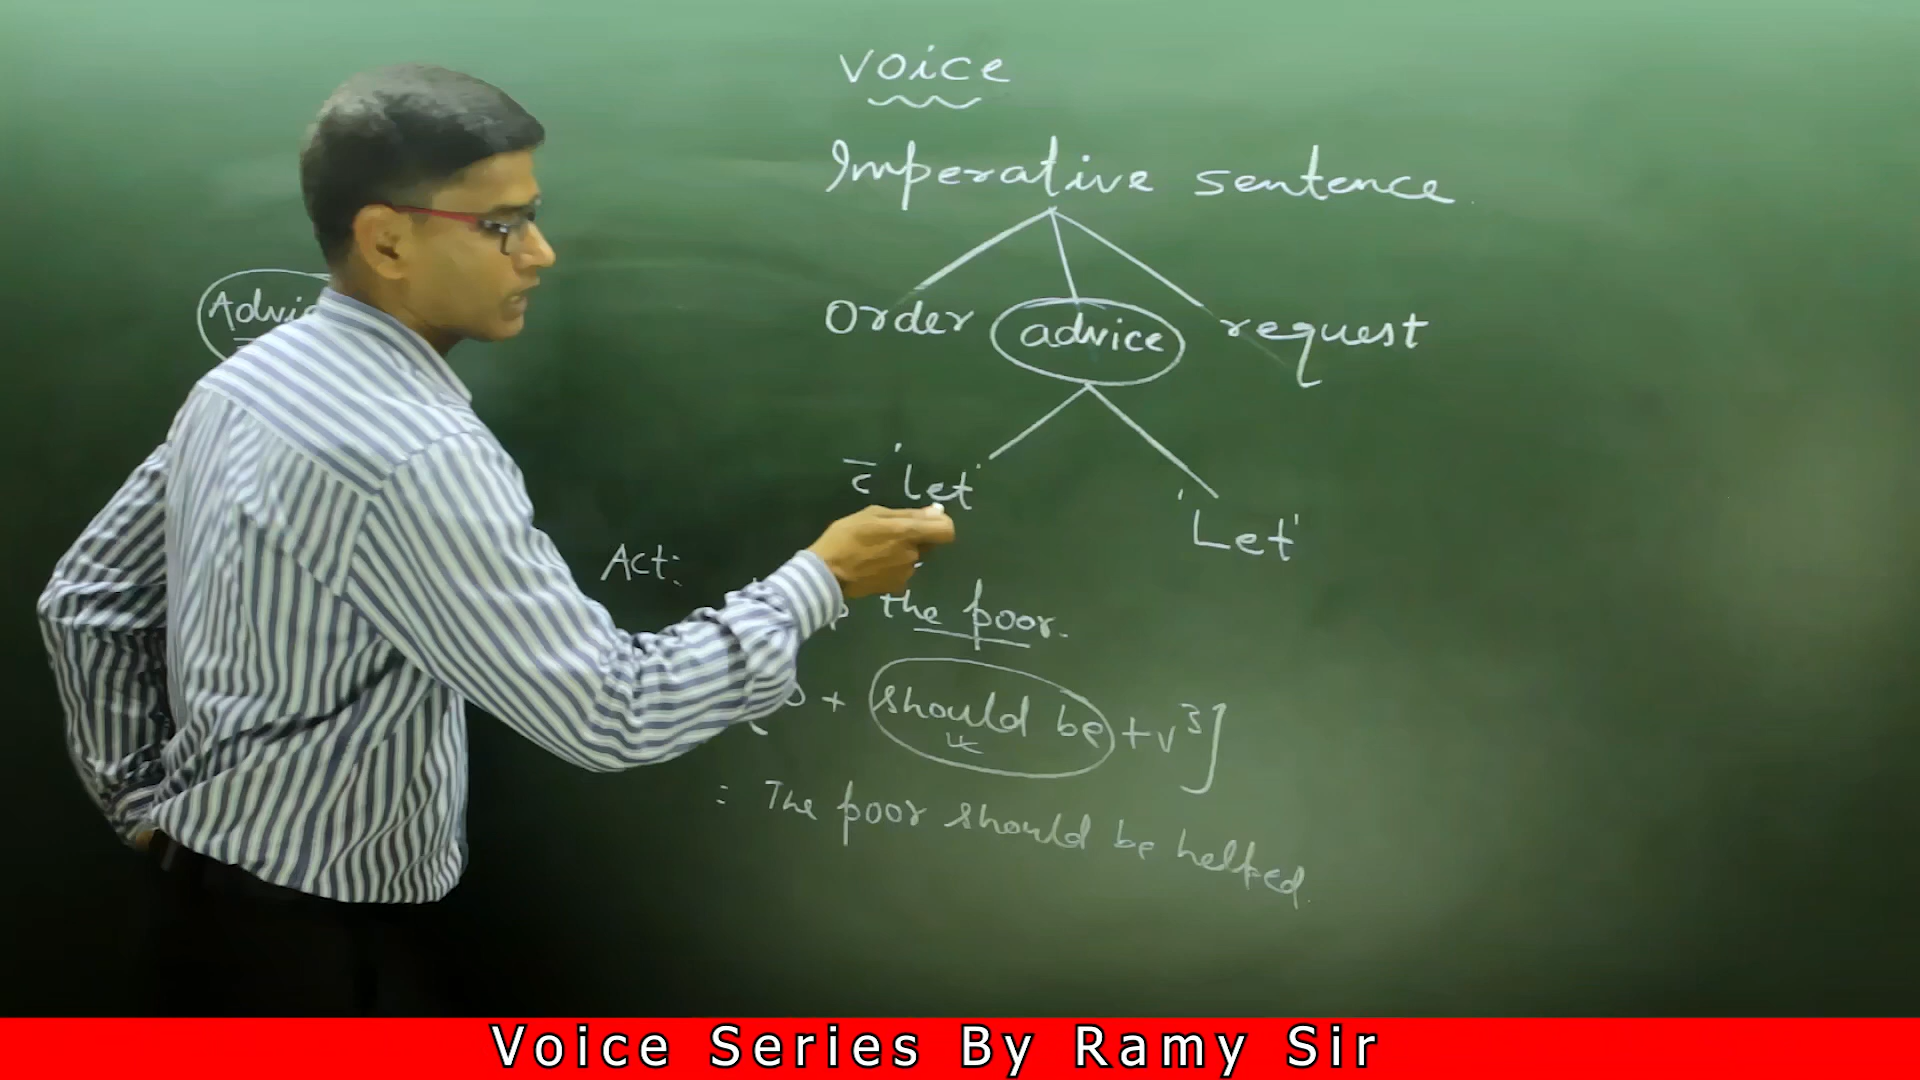 voice
Imperative sentence
Order advice request
c̄ 'Let' 'Let'
Act:
the poor.
+ should be + v³]
: The poor should be helped.
Voice Series By Ramy Sir